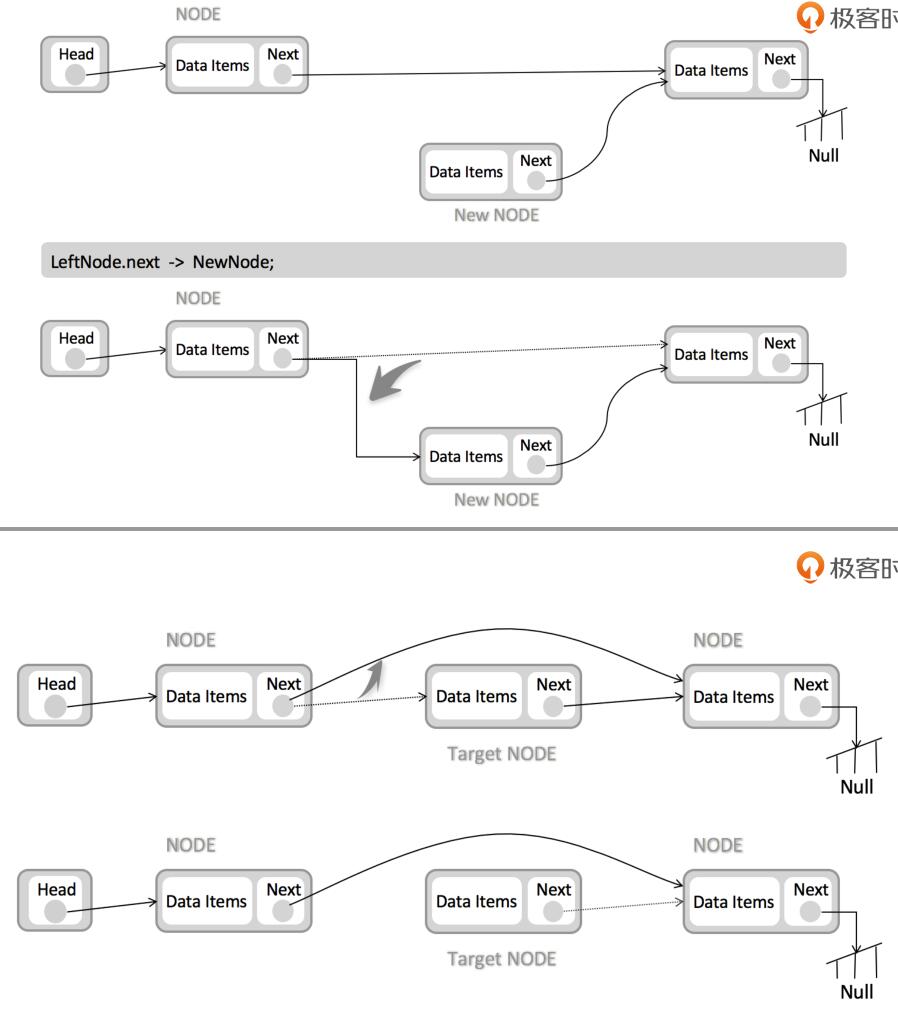 NODE
极客时
Head
Data Items
Next
Data Items
Next
Null
Data Items
Next
New NODE
LeftNode.next -> NewNode;
NODE
Head
Data Items
Next
Data Items
Next
Null
Data Items
Next
New NODE
极客时
NODE
NODE
Head
Data Items
Next
Data Items
Next
Data Items
Next
Target NODE
Null
NODE
NODE
Head
Data Items
Next
Data Items
Next
Data Items
Next
Target NODE
Null